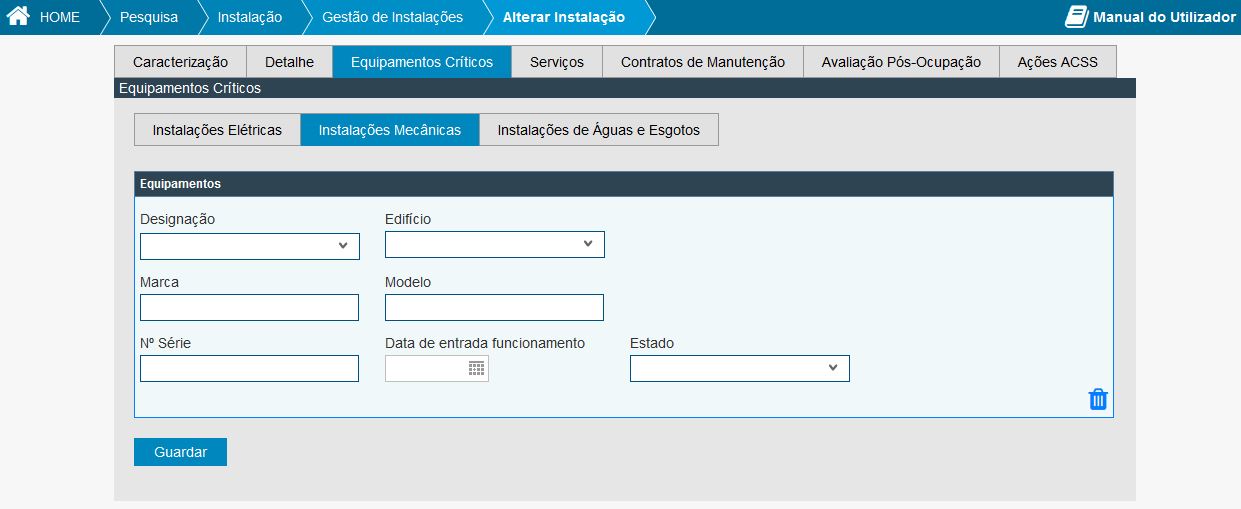 HOME Pesquisa Instalação Gestão de Instalações Alterar Instalação Manual do Utilizador
Caracterização Detalhe Equipamentos Críticos Serviços Contratos de Manutenção Avaliação Pós-Ocupação Ações ACSS
Equipamentos Críticos
Instalações Elétricas Instalações Mecânicas Instalações de Águas e Esgotos
Equipamentos
Designação Edifício
Marca Modelo
Nº Série Data de entrada funcionamento Estado
Guardar